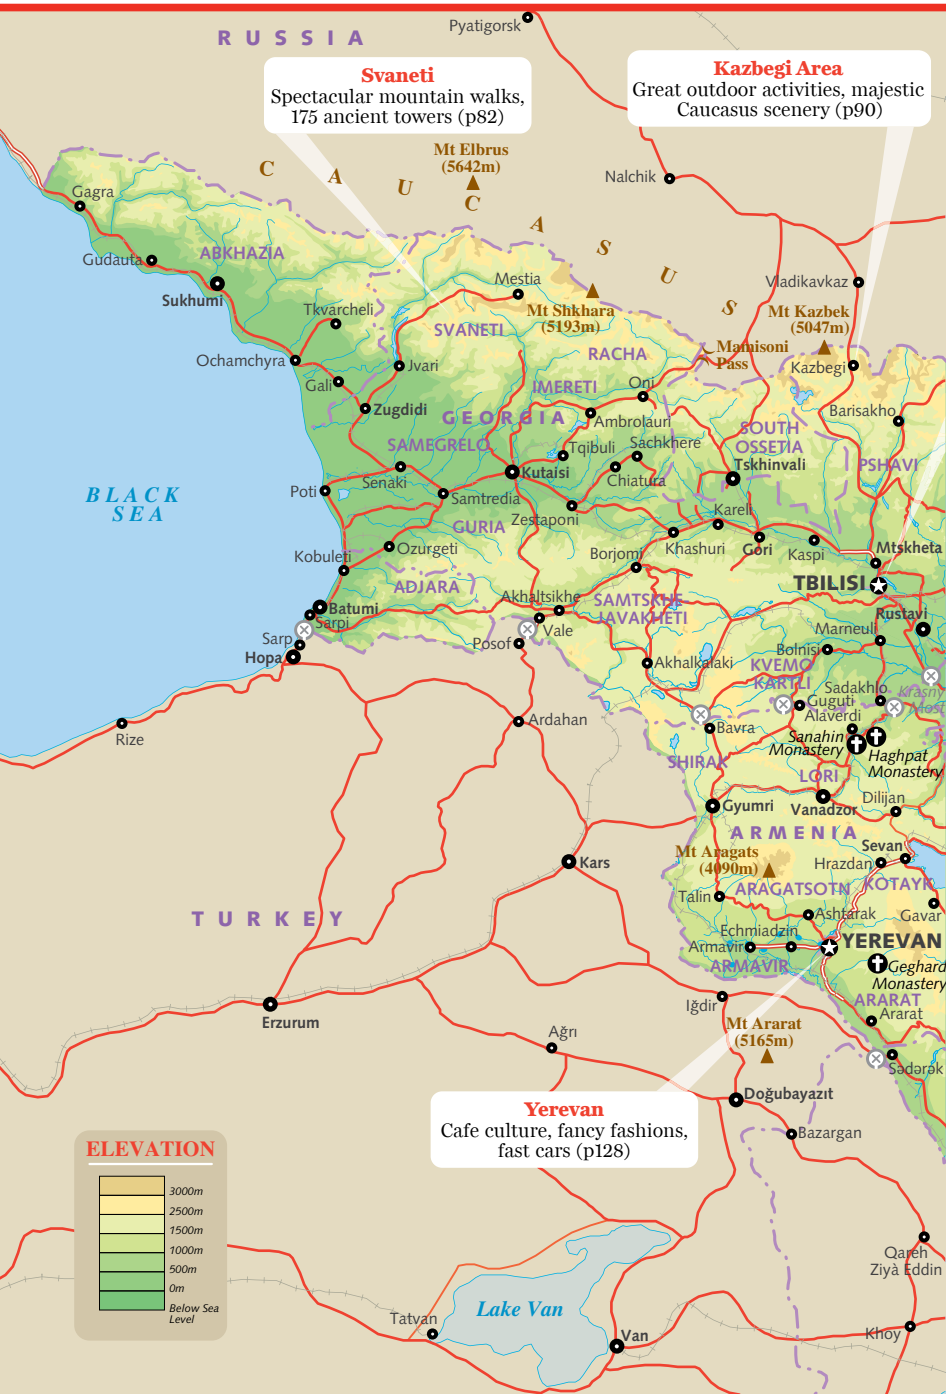 Pyatigorsk
RUSSIA
Svaneti
Spectacular mountain walks,
175 ancient towers (p82)
Kazbegi Area
Great outdoor activities, majestic
Caucasus scenery (p90)
Mt Elbrus
(5642m)
CAUCASUS
Nalchik
Gagra
Gudauta
ABKHAZIA
Sukhumi
Mestia
Vladikavkaz
Tkvarcheli
Mt Shkhara
(5193m)
Mt Kazbek
(5047m)
SVANETI
Mamisoni
Pass
RACHA
Ochamchyra
Jvari
Kazbegi
Gali
IMERETI
Oni
Zugdidi
GEORGIA
Ambrolauri
Barisakho
SOUTH
OSSETIA
SAMEGRELO
Tqibuli
Sachkhere
Tskhinvali
PSHAVI
Senaki
Kutaisi
Chiatura
BLACK
SEA
Poti
Samtredia
Zestaponi
Kareli
GURIA
Kobuleti
Ozurgeti
Borjomi
Khashuri
Gori
Kaspi
Mtskheta
TBILISI
ADJARA
Akhaltsikhe
SAMTSKHE
JAVAKHETI
Batumi
Sarpi
Rustavi
Sarp
Vale
Marneuli
Hopa
Posof
Bolnisi
Akhalkalaki
KVEMO
KARTLI
Sadakhlo
Krasny
Most
Guguti
Alaverdi
Rize
Ardahan
Bavra
Sanahin
Monastery
Haghpat
Monastery
SHIRAK
LORI
Gyumri
Vanadzor
Dilijan
ARMENIA
Sevan
Mt Aragats
(4090m)
Hrazdan
Kars
Talin
ARAGATSOTN
KOTAYK
TURKEY
Ashtarak
Gavar
Echmiadzin
Armavir
YEREVAN
ARMAVIR
Geghard
Monastery
Iğdir
ARARAT
Ararat
Erzurum
Ağrı
Mt Ararat
(5165m)
Sədərək
Doğubayazıt
Yerevan
Cafe culture, fancy fashions,
fast cars (p128)
Bazargan
ELEVATION
3000m
2500m
1500m
1000m
500m
0m
Below Sea
Level
Qareh
Ziyà Eddin
Lake Van
Tatvan
Van
Khoy